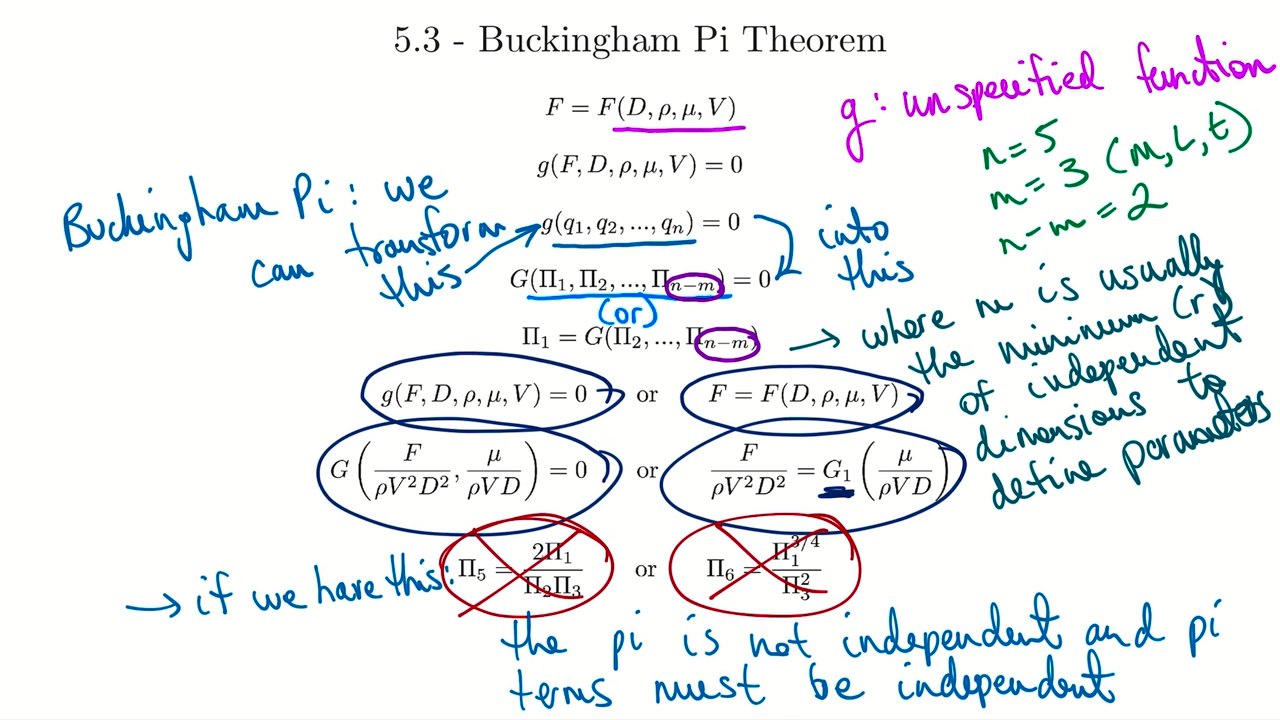 5.3 - Buckingham Pi Theorem
F = F(D, ρ, μ, V)
g(F, D, ρ, μ, V) = 0
g(q₁, q₂, ..., qₙ) = 0
G(Π₁, Π₂, ..., Πₙ₋ₘ) = 0
(or)
Π₁ = G(Π₂, ..., Πₙ₋ₘ)
g(F, D, ρ, μ, V) = 0 or F = F(D, ρ, μ, V)
G(F/ρV²D², μ/ρVD) = 0 or F/ρV²D² = G₁(μ/ρVD)
Π₅ = 2Π₁/Π₂Π₃ or Π₆ = Π₁^3/4/Π₃²
g: unspecified function
n = 5
m = 3 (m, L, t)
n-m = 2
Buckingham Pi: we
can transform
this
into
this
→ where m is usually
the minimum (r)
of independent
dimensions to
define parameters
→ if we have this:
the pi is not independent and pi
terms must be independent